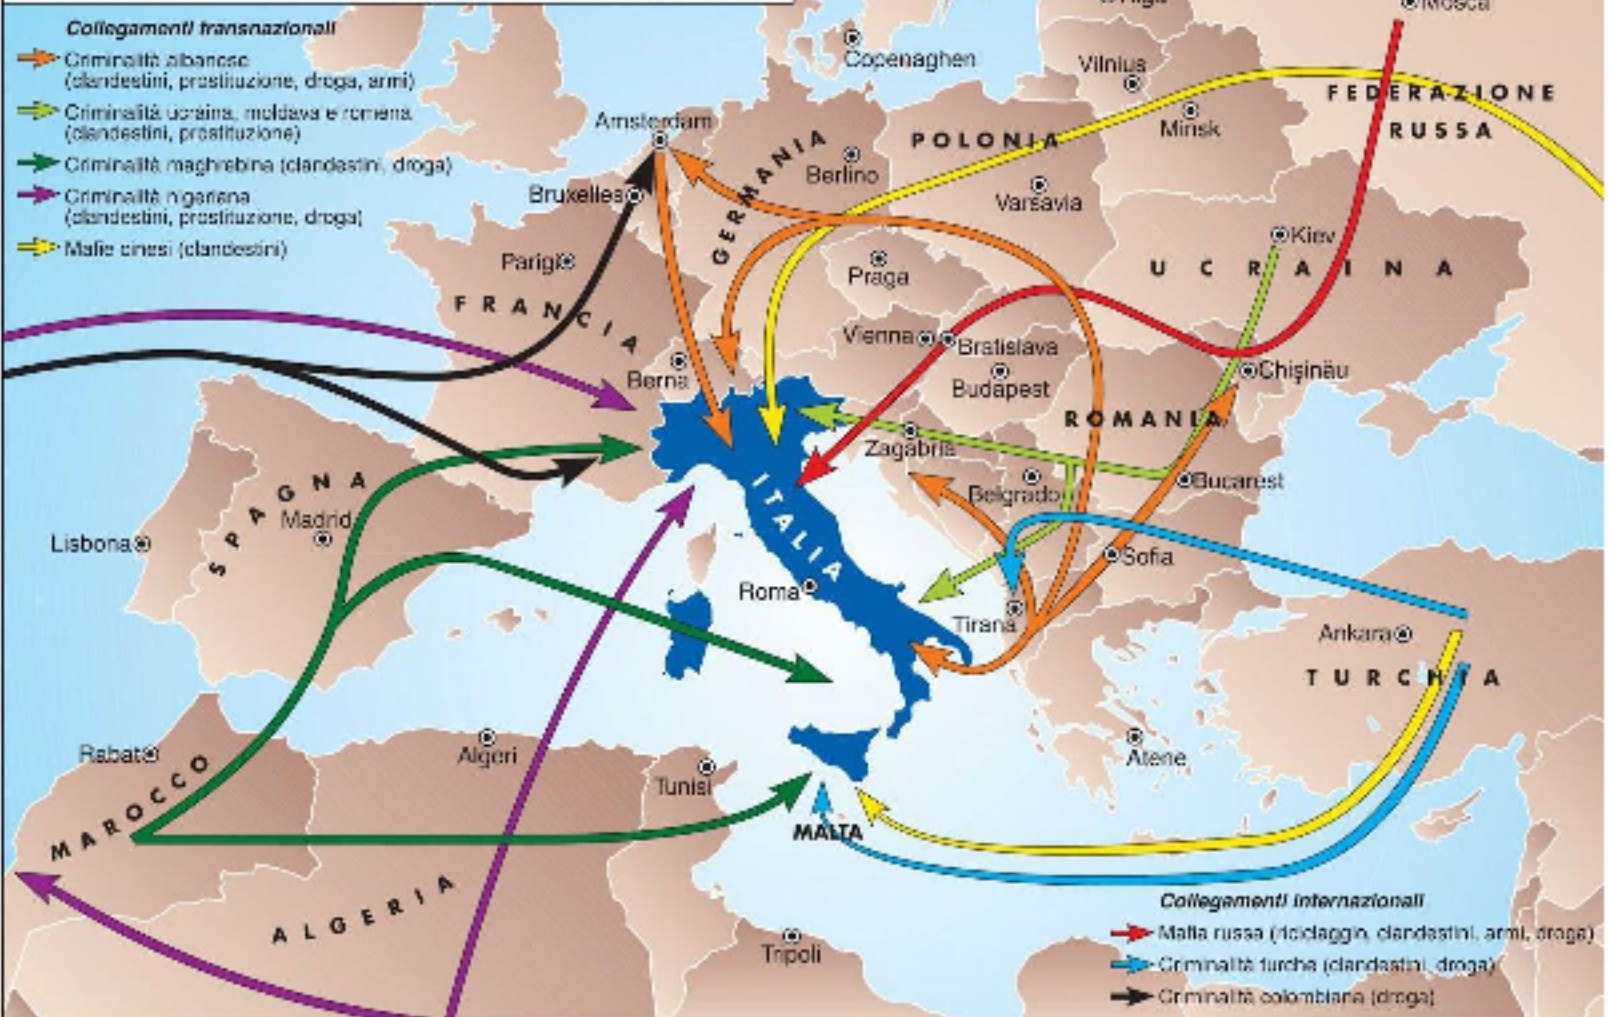 Collegamenti transnazionali
Criminalità albanese
(clandestini, prostituzione, droga, armi)
Criminalità ucraina, moldava e romena
(clandestini, prostituzione)
Criminalità maghrebina (clandestini, droga)
Criminalità nigeriana
(clandestini, prostituzione, droga)
Mafie cinesi (clandestini)
Mosca
Copenaghen
Vilnius
FEDERAZIONE
RUSSA
Minsk
Amsterdam
POLONIA
GERMANIA
Berlino
Bruxelles
Varsavia
Kiev
Parigi
Praga
UCRAINA
FRANCIA
Vienna
Bratislava
Berna
Budapest
Chişinău
ROMANIA
Zagabria
SPAGNA
Madrid
ITALIA
Belgrado
Bucarest
Lisbona
Sofia
Roma
Tirana
Ankara
TURCHIA
Rabat
Algeri
Tunisi
Atene
MAROCCO
MALTA
ALGERIA
Tripoli
Collegamenti internazionali
Mafia russa (riciclaggio, clandestini, armi, droga)
Criminalità turche (clandestini, droga)
Criminalità colombiana (droga)